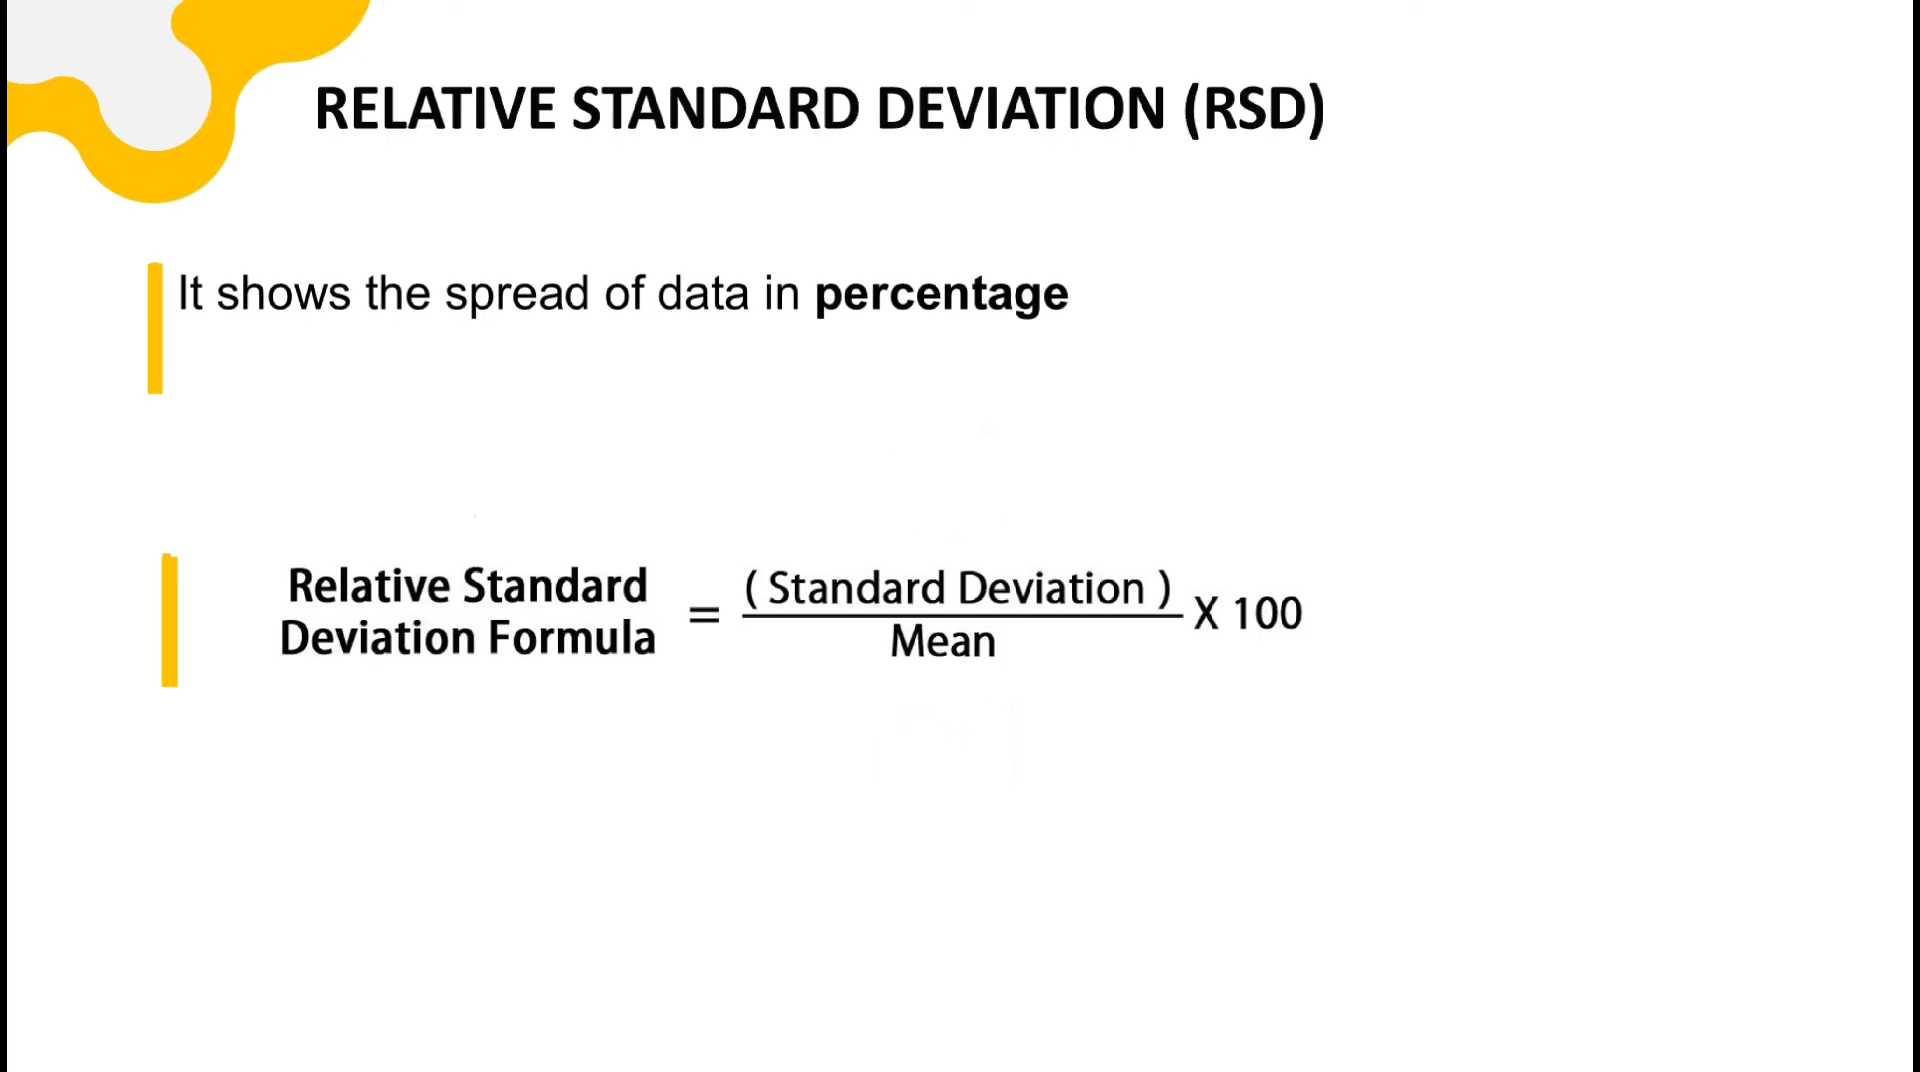 RELATIVE STANDARD DEVIATION (RSD)
It shows the spread of data in percentage
Relative Standard
Deviation Formula
=
( Standard Deviation )
Mean
X 100